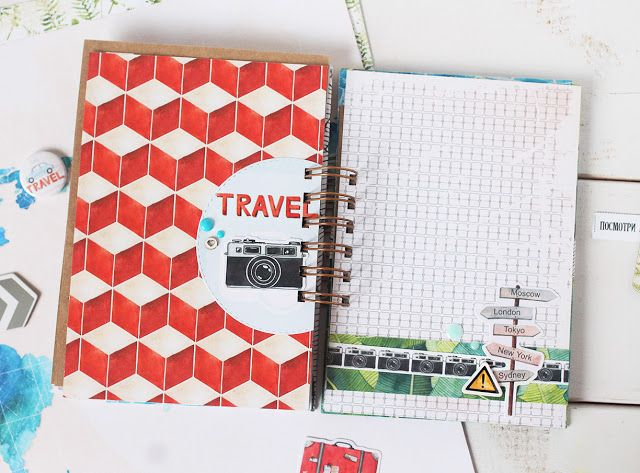 TRAVEL
TRAVEL
Moscow
London
Tokyo
New York
Sydney
ПОСМОТРИ